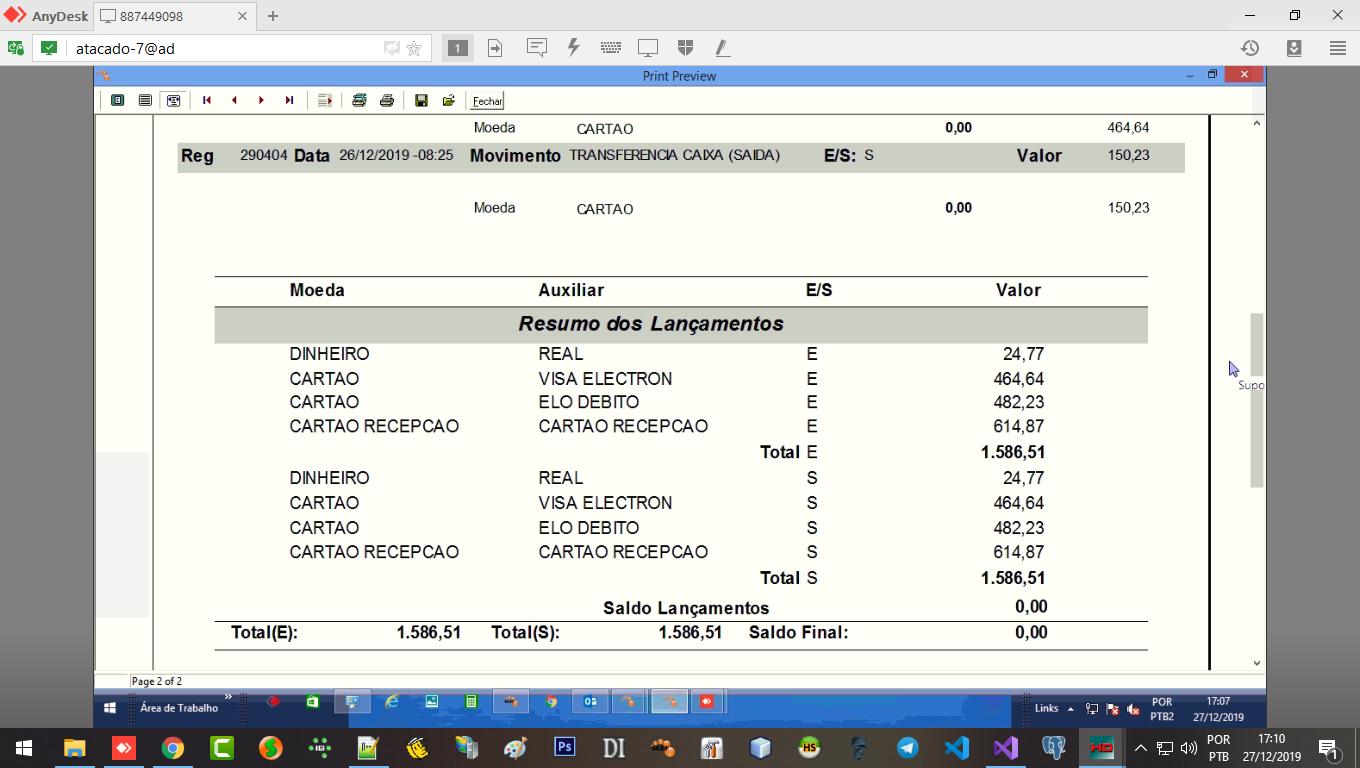 AnyDesk 887449098
atacado-7@ad
1
Print Preview
Fechar
Moeda CARTAO 0,00 464,64
Reg 290404 Data 26/12/2019 -08:25 Movimento TRANSFERENCIA CAIXA (SAIDA) E/S: S Valor 150,23
Moeda CARTAO 0,00 150,23
Moeda Auxiliar E/S Valor
Resumo dos Lançamentos
DINHEIRO REAL E 24,77
CARTAO VISA ELECTRON E 464,64
CARTAO ELO DEBITO E 482,23
CARTAO RECEPCAO CARTAO RECEPCAO E 614,87
Total E 1.586,51
DINHEIRO REAL S 24,77
CARTAO VISA ELECTRON S 464,64
CARTAO ELO DEBITO S 482,23
CARTAO RECEPCAO CARTAO RECEPCAO S 614,87
Total S 1.586,51
Saldo Lançamentos 0,00
Total(E): 1.586,51 Total(S): 1.586,51 Saldo Final: 0,00
Supo
Page 2 of 2
Área de Trabalho
Links POR 17:07
PTB2 27/12/2019
Ps DI HS HD
POR 17:10
PTB 27/12/2019
1